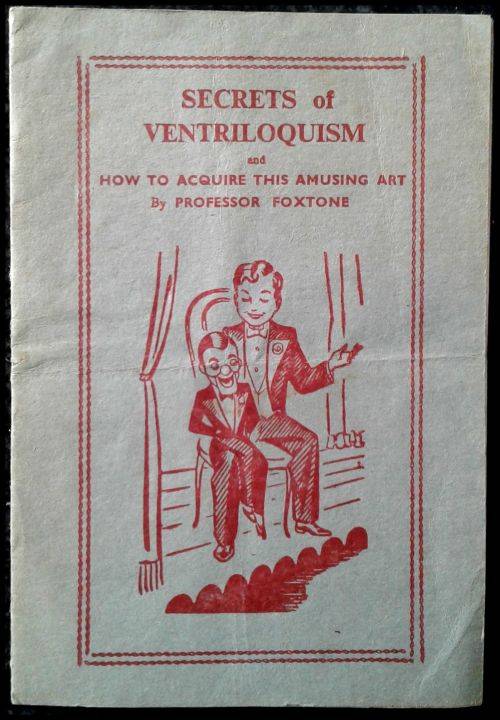 SECRETS of
VENTRILOQUISM
and
HOW TO ACQUIRE THIS AMUSING ART
By PROFESSOR FOXTONE